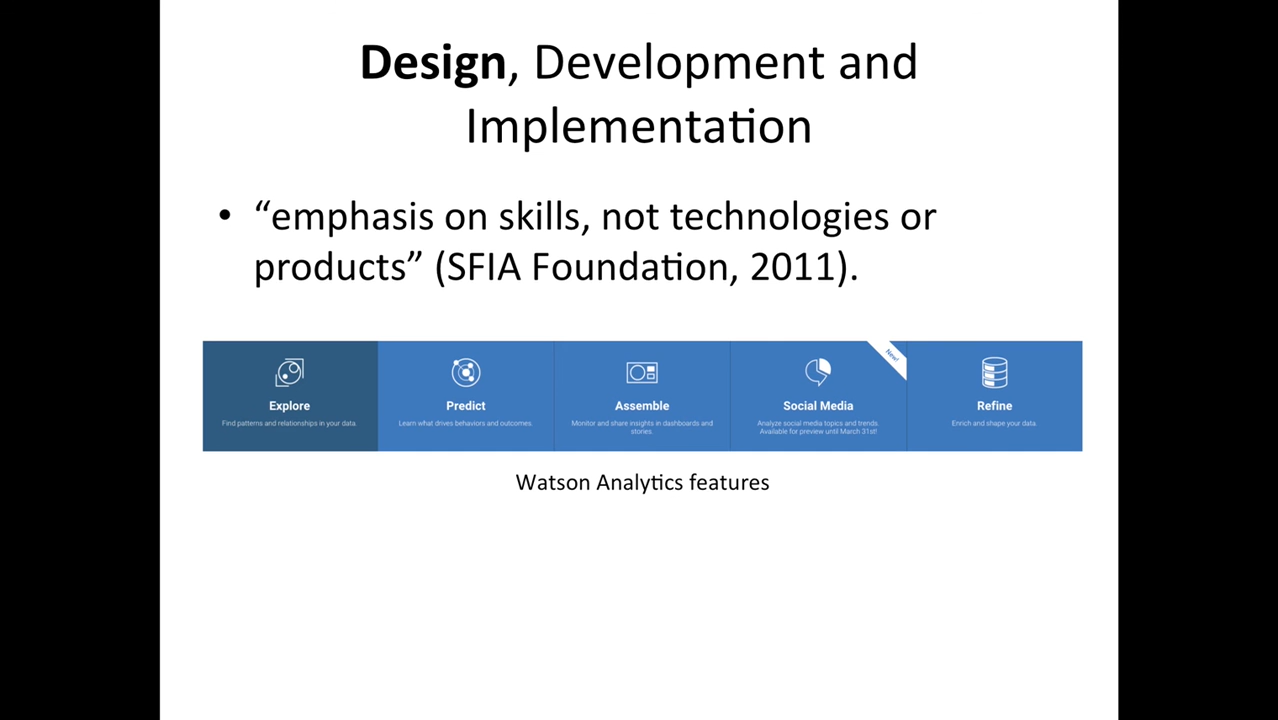 Design, Development and
Implementation
• “emphasis on skills, not technologies or
products” (SFIA Foundation, 2011).
Explore
Find patterns and relationships in your data.
Predict
Learn what drives behaviors and outcomes.
Assemble
Monitor and share insights in dashboards and
stories.
New!
Social Media
Analyze social media topics and trends.
Available for preview until March 31st!
Refine
Enrich and shape your data.
Watson Analytics features